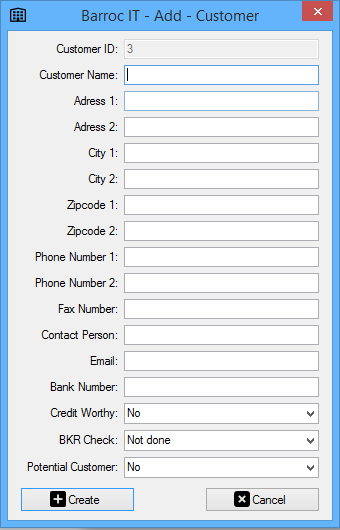 Barroc IT - Add - Customer
Customer ID: 3
Customer Name:
Adress 1:
Adress 2:
City 1:
City 2:
Zipcode 1:
Zipcode 2:
Phone Number 1:
Phone Number 2:
Fax Number:
Contact Person:
Email:
Bank Number:
Credit Worthy: No
BKR Check: Not done
Potential Customer: No
Create Cancel